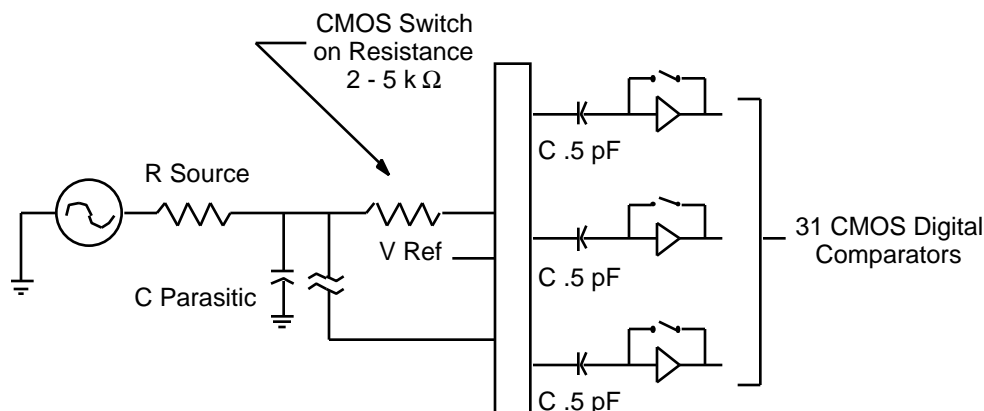 CMOS Switch
on Resistance
2 - 5 k Ω
R Source
C Parasitic
V Ref
C .5 pF
C .5 pF
C .5 pF
31 CMOS Digital
Comparators